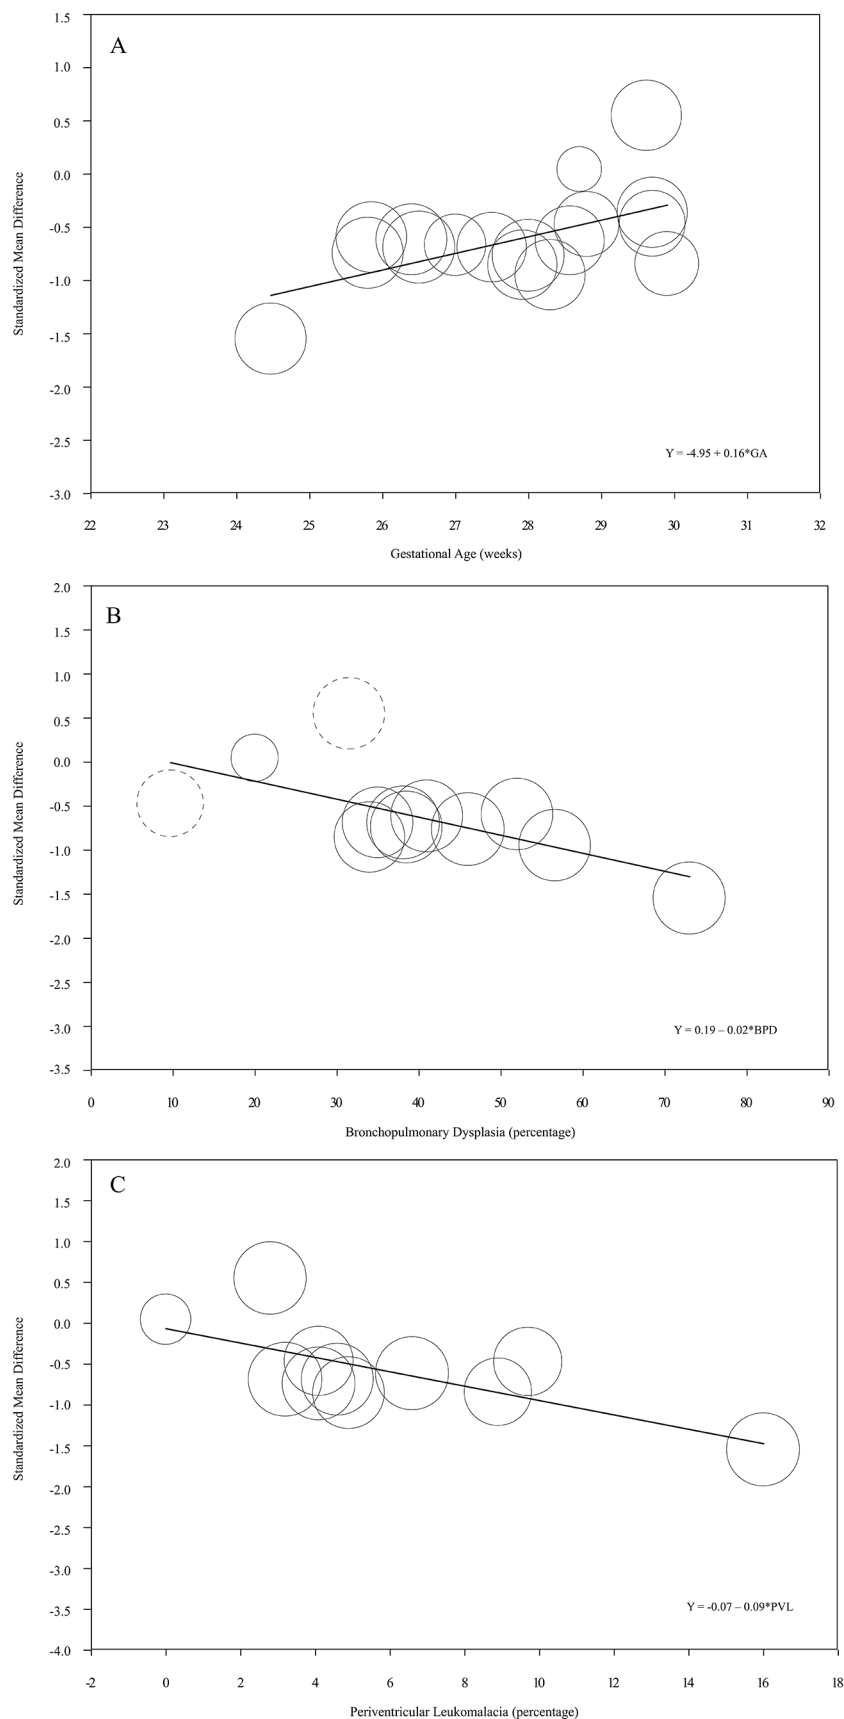 A
1.5
1.0
0.5
0.0
-0.5
-1.0
-1.5
-2.0
-2.5
-3.0
Standardized Mean Difference
Y = -4.95 + 0.16*GA
22 23 24 25 26 27 28 29 30 31 32
Gestational Age (weeks)
B
2.0
1.5
1.0
0.5
0.0
-0.5
-1.0
-1.5
-2.0
-2.5
-3.0
-3.5
Standardized Mean Difference
Y = 0.19 – 0.02*BPD
0 10 20 30 40 50 60 70 80 90
Bronchopulmonary Dysplasia (percentage)
C
2.0
1.5
1.0
0.5
0.0
-0.5
-1.0
-1.5
-2.0
-2.5
-3.0
-3.5
-4.0
Standardized Mean Difference
Y = -0.07 – 0.09*PVL
-2 0 2 4 6 8 10 12 14 16 18
Periventricular Leukomalacia (percentage)